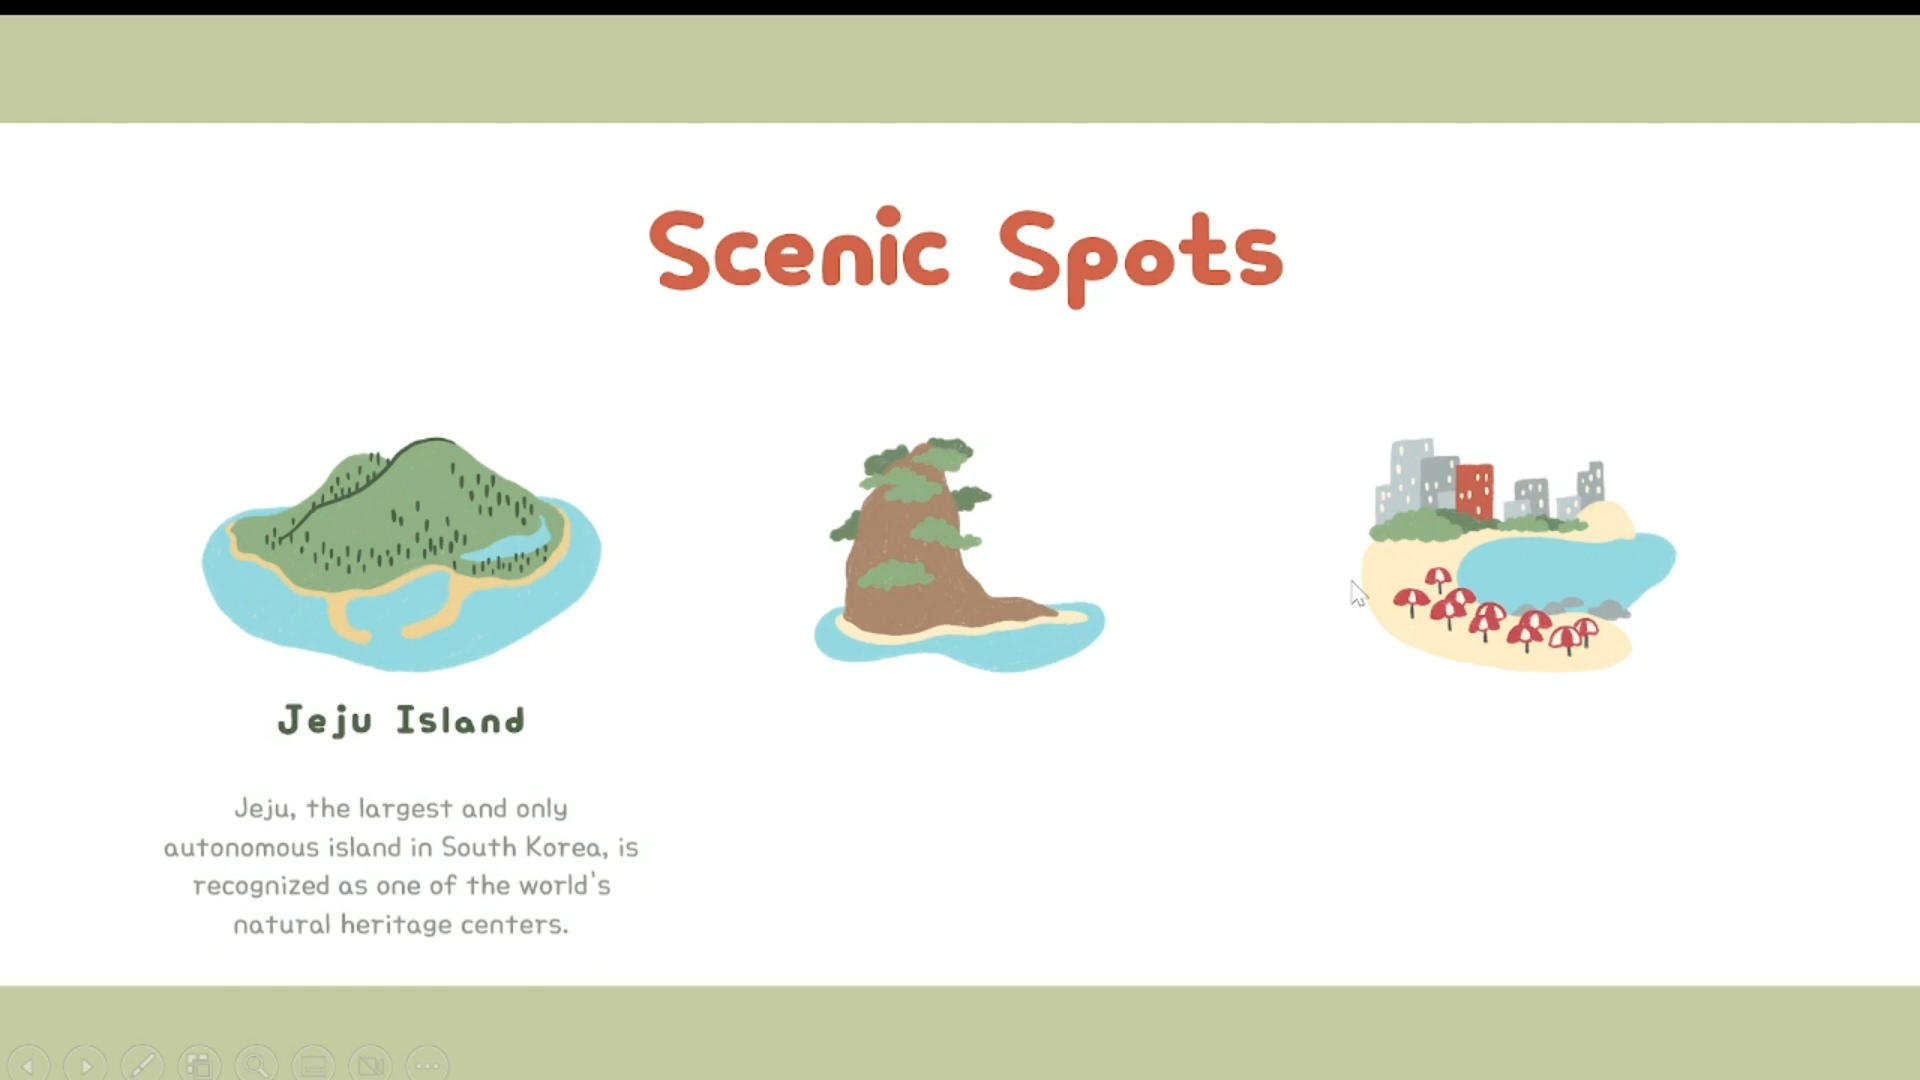 Scenic Spots
Jeju Island
Jeju, the largest and only
autonomous island in South Korea, is
recognized as one of the world's
natural heritage centers.